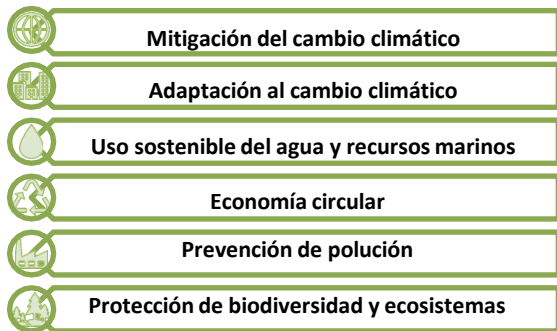 Mitigación del cambio climático
Adaptación al cambio climático
Uso sostenible del agua y recursos marinos
Economía circular
Prevención de polución
Protección de biodiversidad y ecosistemas